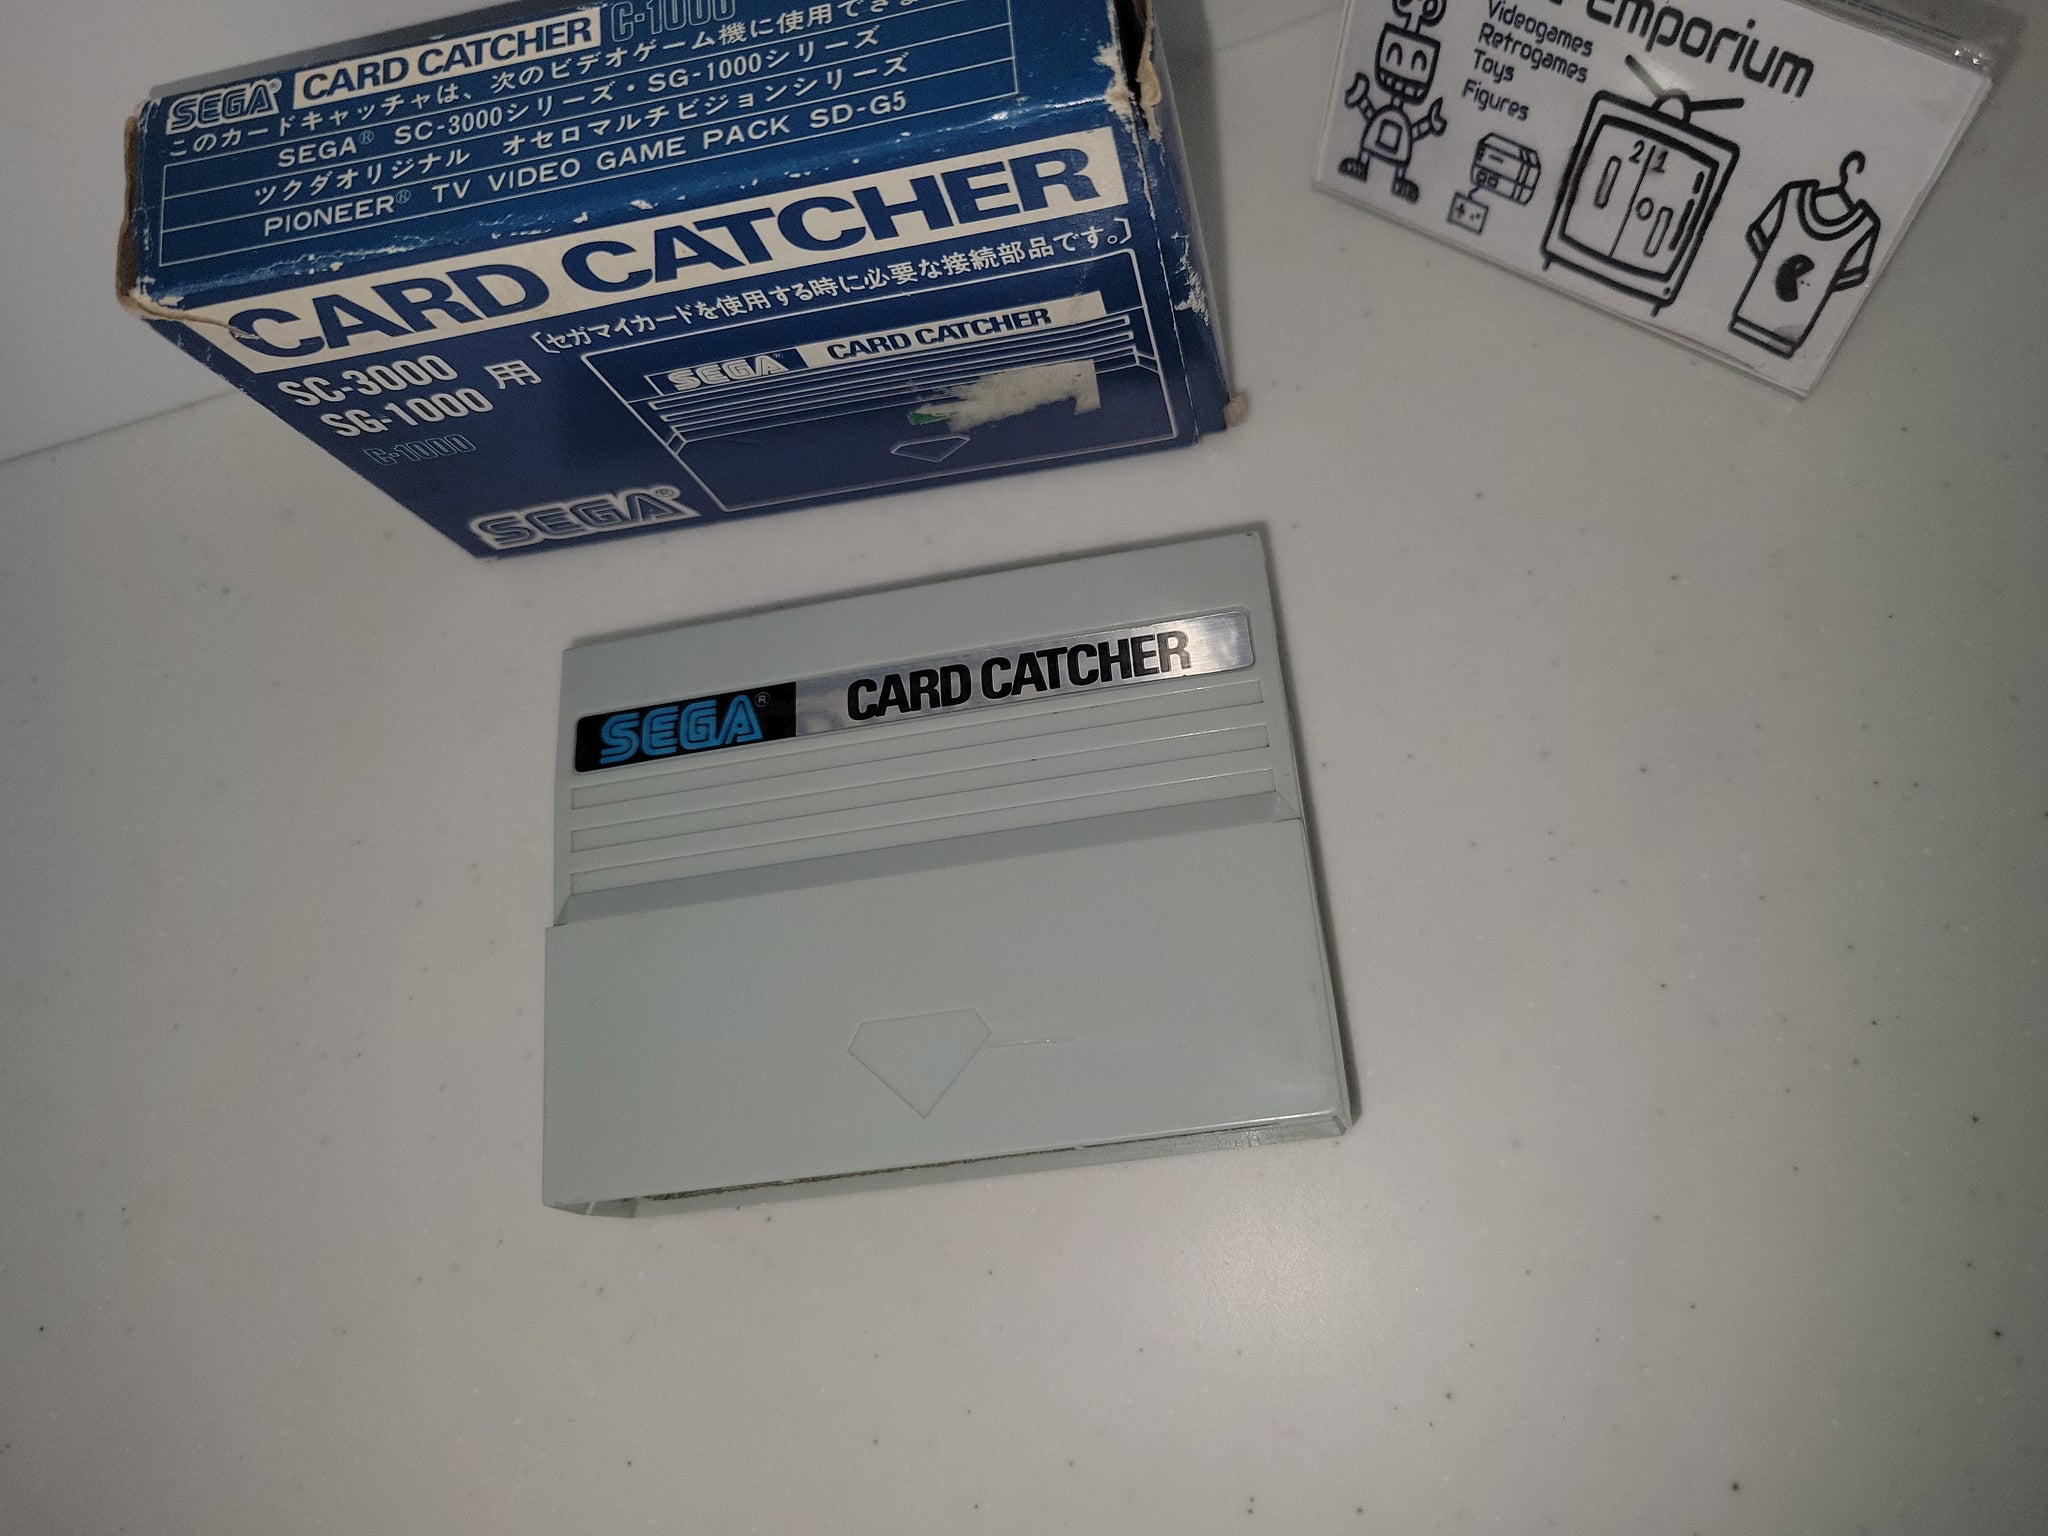 SEGA® CARD CATCHER C-1000
このカードキャッチャは、次のビデオゲーム機に使用できま
SEGA® SC-3000シリーズ・SG-1000シリーズ
ツクダオリジナル オセロマルチビジョンシリーズ
PIONEER® TV VIDEO GAME PACK SD-G5
CARD CATCHER
〔セガマイカードを使用する時に必要な接続部品です。〕
SC-3000
SG-1000 用
C-1000
SEGA®
SEGA® CARD CATCHER
Emporium
Videogames
Retrogames
Toys
Figures
2 1
SEGA® CARD CATCHER